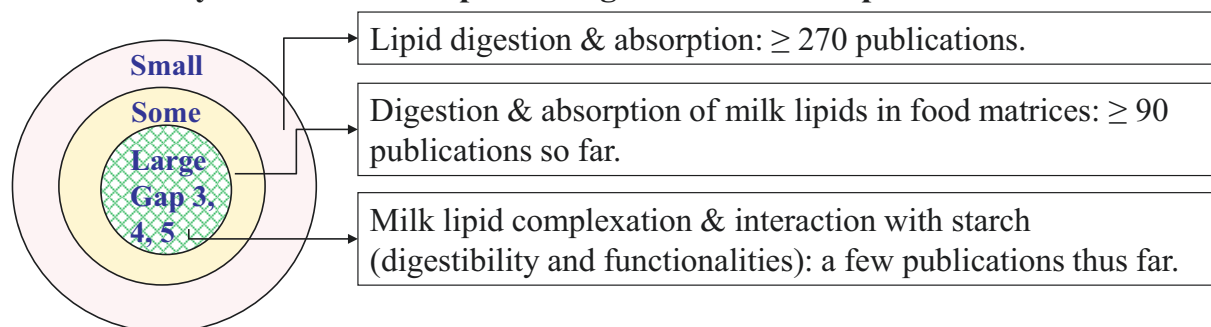 Small
Some
Large
Gap 3,
4, 5
Lipid digestion & absorption: ≥ 270 publications.
Digestion & absorption of milk lipids in food matrices: ≥ 90
publications so far.
Milk lipid complexation & interaction with starch
(digestibility and functionalities): a few publications thus far.